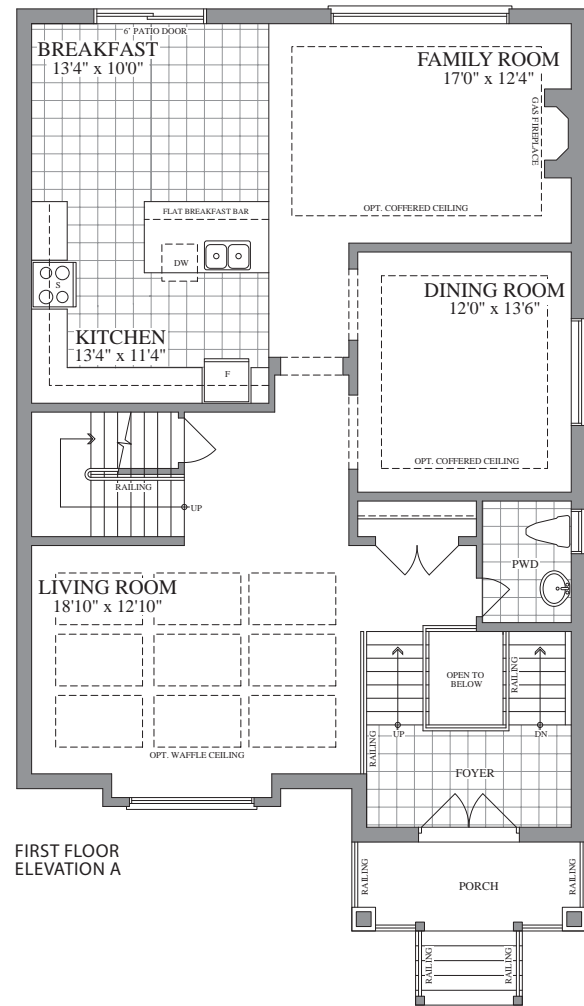 6' PATIO DOOR
BREAKFAST
13'4" x 10'0"
FAMILY ROOM
17'0" x 12'4"
GAS FIREPLACE
OPT. COFFERED CEILING
FLAT BREAKFAST BAR
DW
S
KITCHEN
13'4" x 11'4"
F
DINING ROOM
12'0" x 13'6"
OPT. COFFERED CEILING
RAILING
UP
PWD
LIVING ROOM
18'10" x 12'10"
OPT. WAFFLE CEILING
OPEN TO
BELOW
RAILING
RAILING
UP
DN
FOYER
FIRST FLOOR
ELEVATION A
RAILING
PORCH
RAILING
RAILING
RAILING